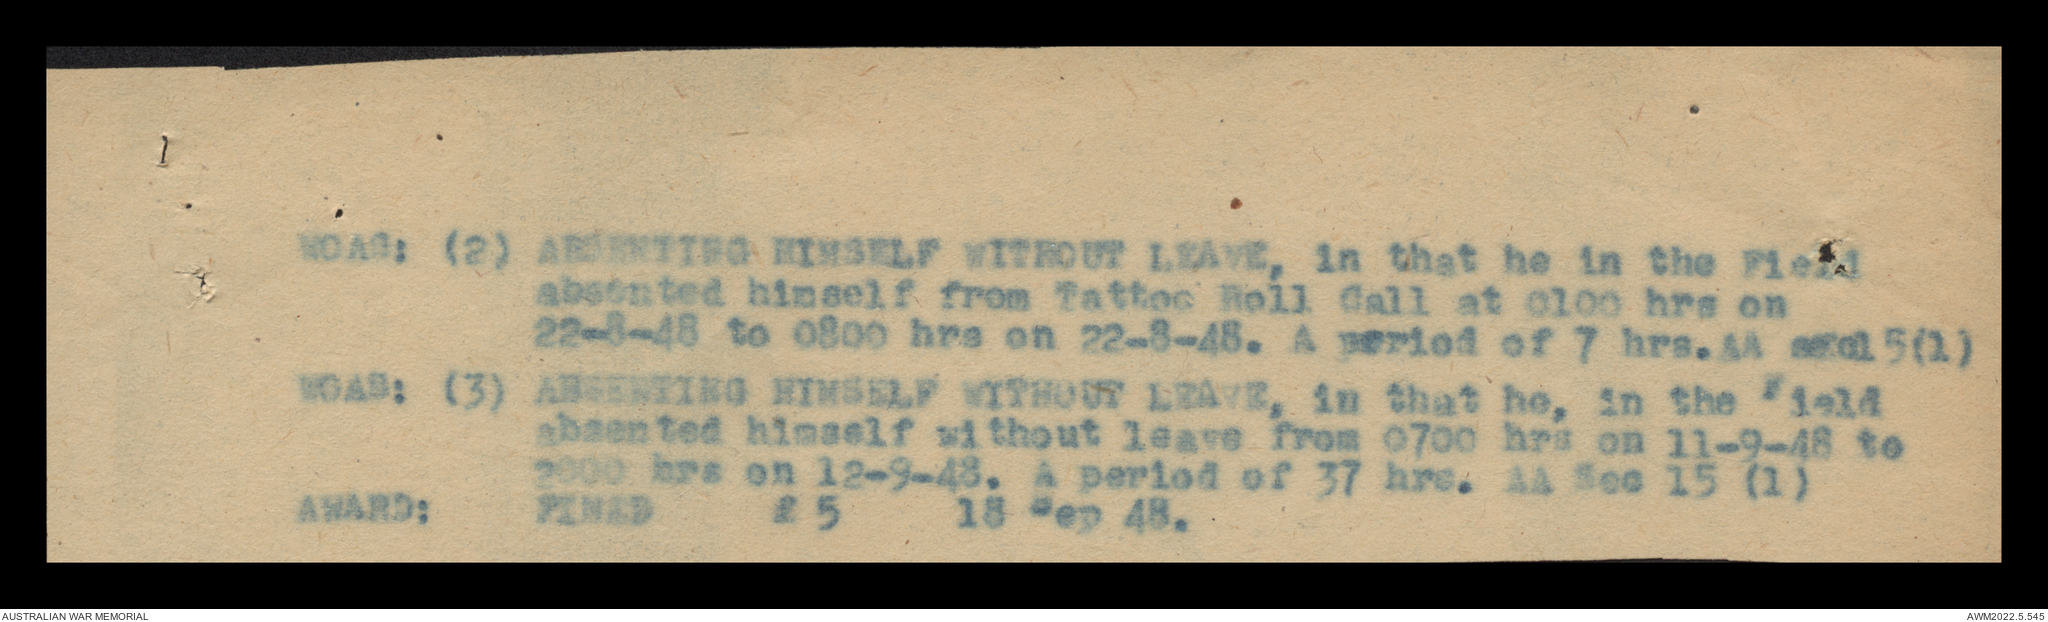 WOAS: (2) ABSENTING HIMSELF WITHOUT LEAVE, in that he in the Field
absented himself from Tattoo Roll Call at 0100 hrs on
22-8-48 to 0800 hrs on 22-8-48. A period of 7 hrs. AA 15(1)
WOAS: (3) ABSENTING HIMSELF WITHOUT LEAVE, in that he, in the Field
absented himself without leave from 0700 hrs on 11-9-48 to
2000 hrs on 12-9-48. A period of 37 hrs. AA Sec 15 (1)
AWARD: FINED £ 5 18 Sep 48.
AUSTRALIAN WAR MEMORIAL
AWM2022.5.545